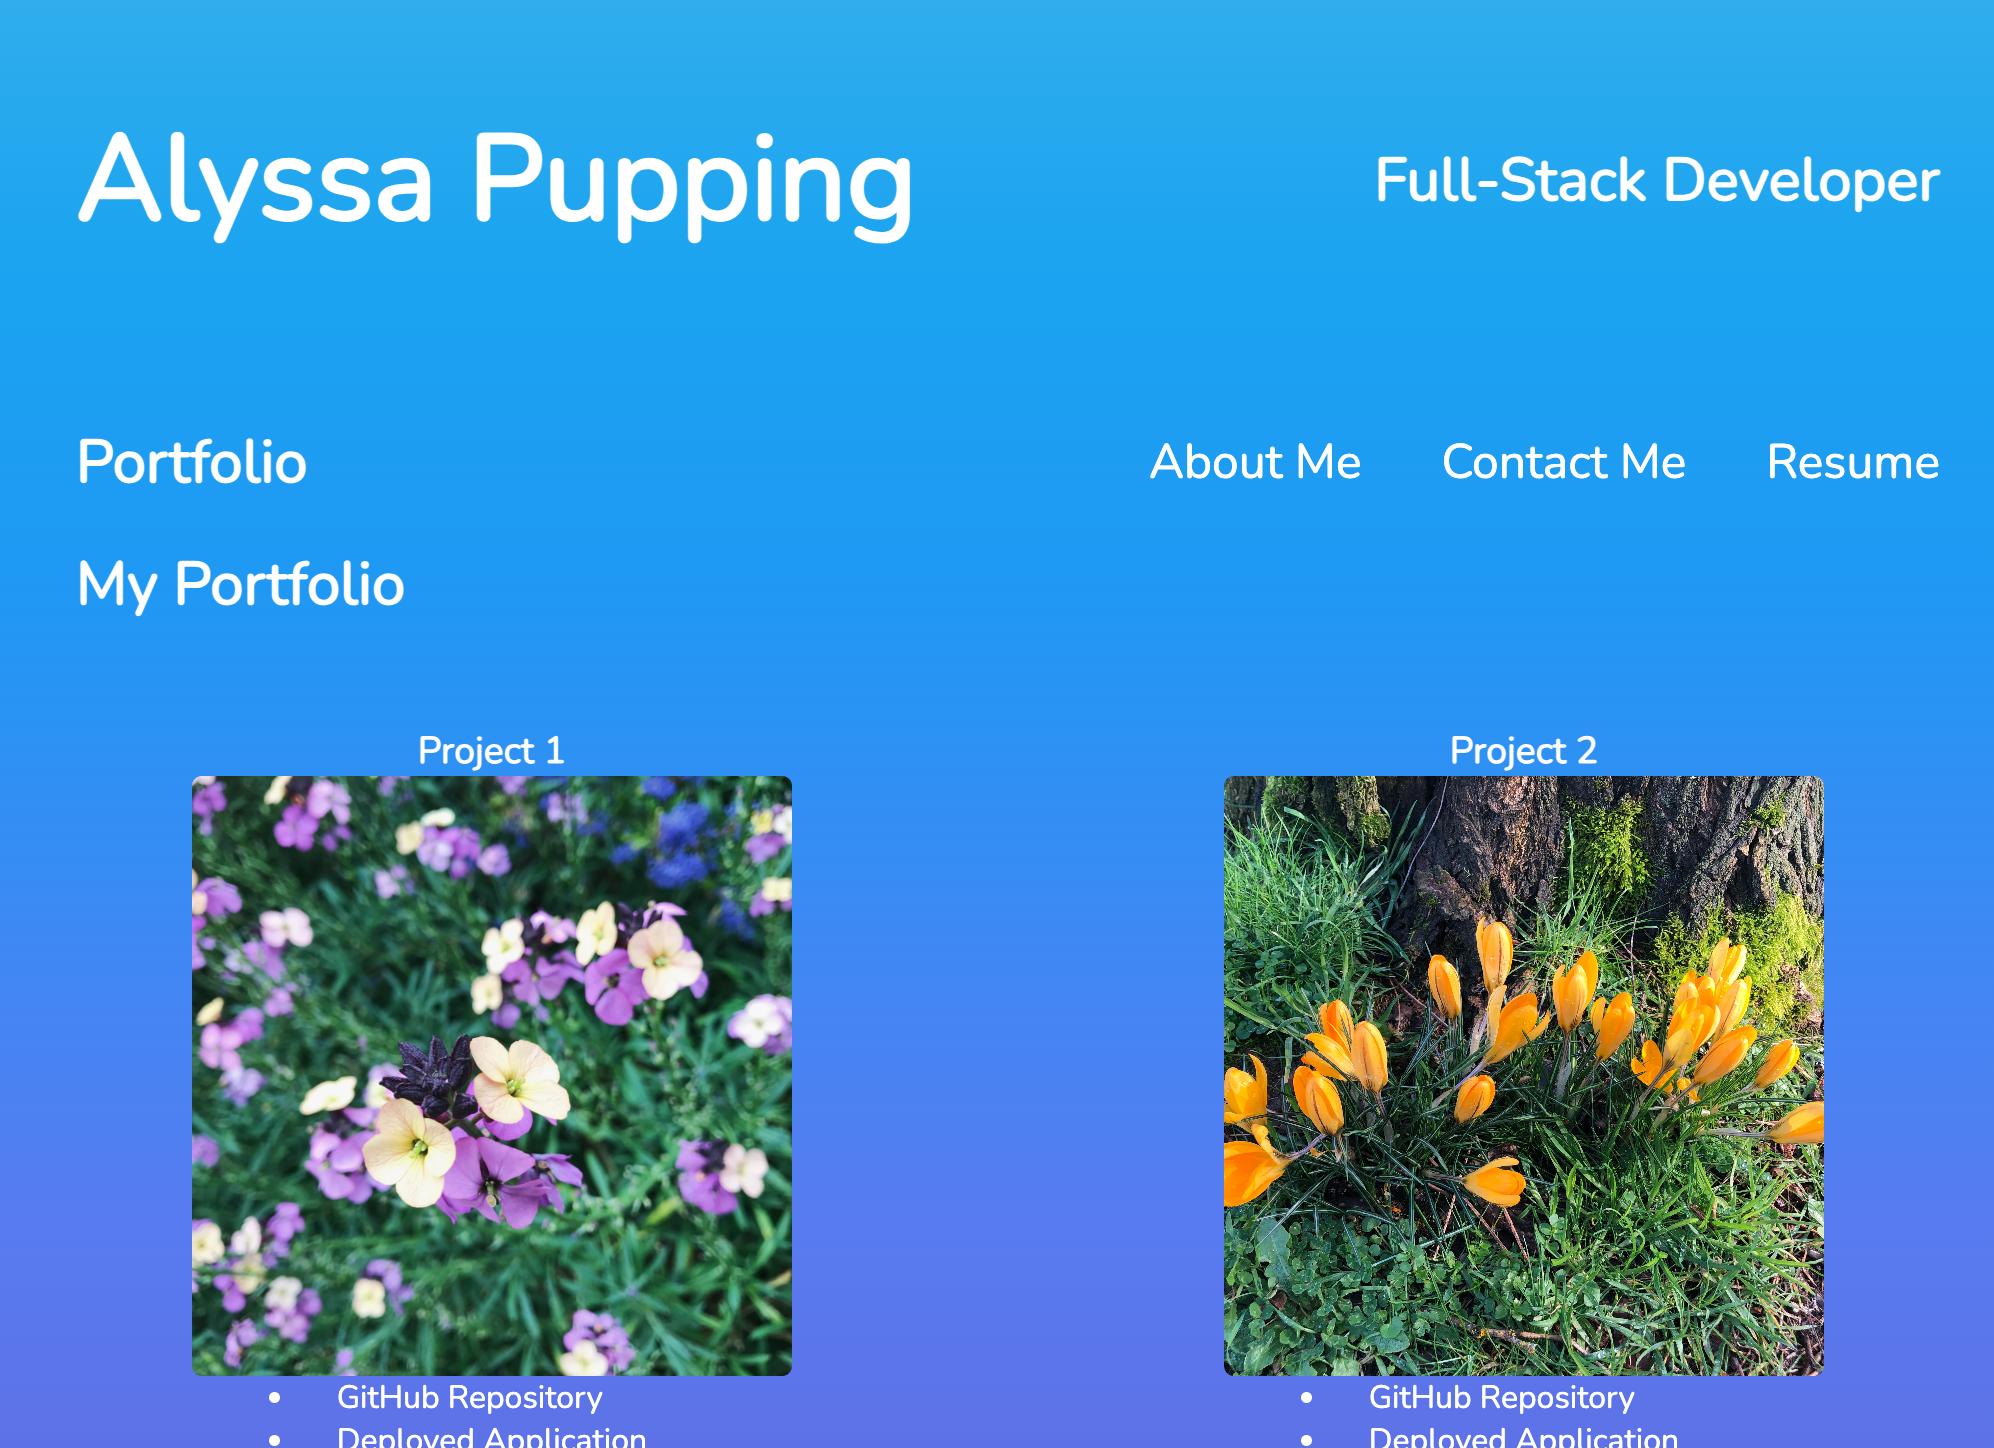 Alyssa Pupping
Full-Stack Developer
Portfolio
About Me
Contact Me
Resume
My Portfolio
Project 1
Project 2
• GitHub Repository
• Deployed Application
• GitHub Repository
• Deployed Application